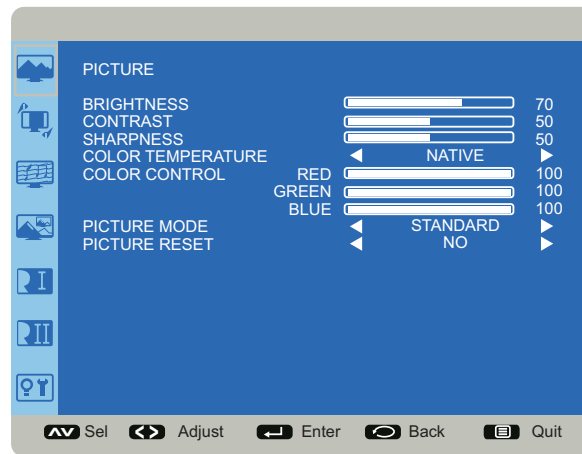 PICTURE
BRIGHTNESS 70
CONTRAST 50
SHARPNESS 50
COLOR TEMPERATURE NATIVE
COLOR CONTROL RED 100
GREEN 100
BLUE 100
PICTURE MODE STANDARD
PICTURE RESET NO
I
II
Sel Adjust Enter Back Quit